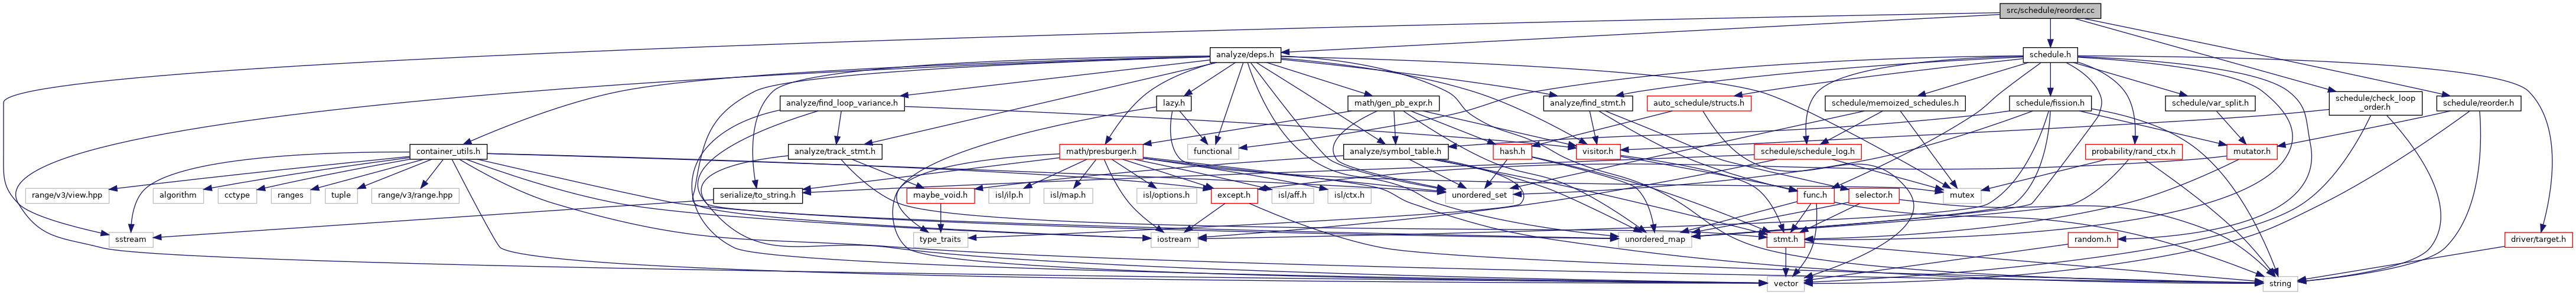 src/schedule/reorder.cc
analyze/deps.h
schedule.h
analyze/find_loop_variance.h
lazy.h
math/gen_pb_expr.h
analyze/find_stmt.h
auto_schedule/structs.h
schedule/memoized_schedules.h
schedule/fission.h
schedule/var_split.h
schedule/check_loop
_order.h
schedule/reorder.h
container_utils.h
analyze/track_stmt.h
math/presburger.h
functional
analyze/symbol_table.h
hash.h
visitor.h
schedule/schedule_log.h
probability/rand_ctx.h
mutator.h
range/v3/view.hpp
algorithm
cctype
ranges
tuple
range/v3/range.hpp
serialize/to_string.h
maybe_void.h
isl/ilp.h
isl/map.h
isl/options.h
except.h
isl/aff.h
isl/ctx.h
unordered_set
func.h
selector.h
mutex
sstream
type_traits
iostream
unordered_map
stmt.h
random.h
driver/target.h
vector
string